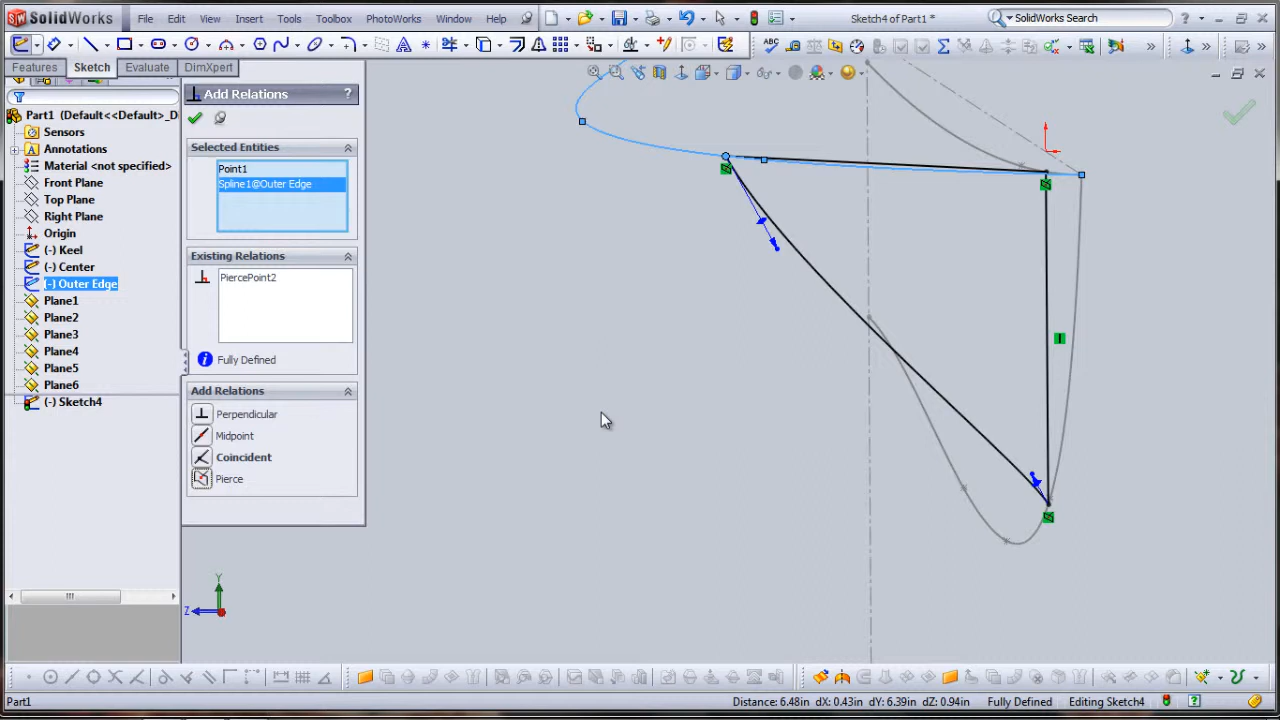 SolidWorks File Edit View Insert Tools PhotoWorks Window Help Sketch4 of Part1 * SolidWorks Search ?
Features Sketch Evaluate DimXpert
Add Relations ?
Part1 (Default<<Default>_D
Sensors
Annotations
Material <not specified>
Front Plane
Top Plane
Right Plane
Origin
(-) Keel
(-) Center
(-) Outer Edge
Plane1
Plane2
Plane3
Plane4
Plane5
Plane6
(-) Sketch4
Selected Entities
Point1
Spline1@Outer Edge
Existing Relations
PiercePoint2
Fully Defined
Add Relations
Perpendicular
Midpoint
Coincident
Pierce
Y
Z
Part1 Distance: 6.48in dX: 0.43in dY: 6.39in dZ: 0.94in Fully Defined Editing Sketch4 ?